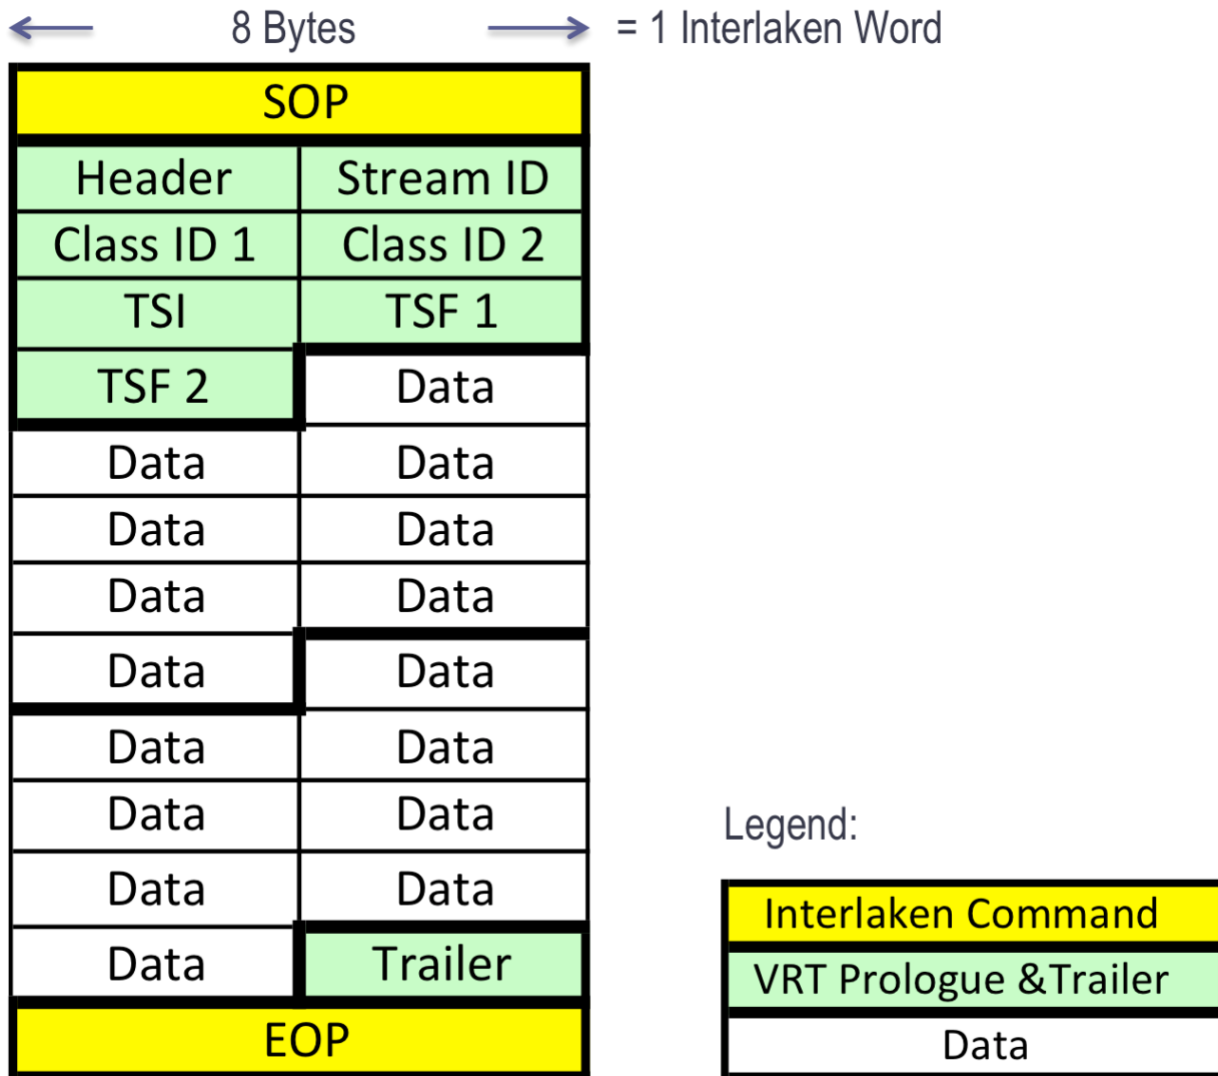 8 Bytes = 1 Interlaken Word
SOP
Header Stream ID
Class ID 1 Class ID 2
TSI TSF 1
TSF 2 Data
Data Data
Data Data
Data Data
Data Data
Data Data
Data Data
Data Data
Data Trailer
EOP
Legend:
Interlaken Command
VRT Prologue &Trailer
Data